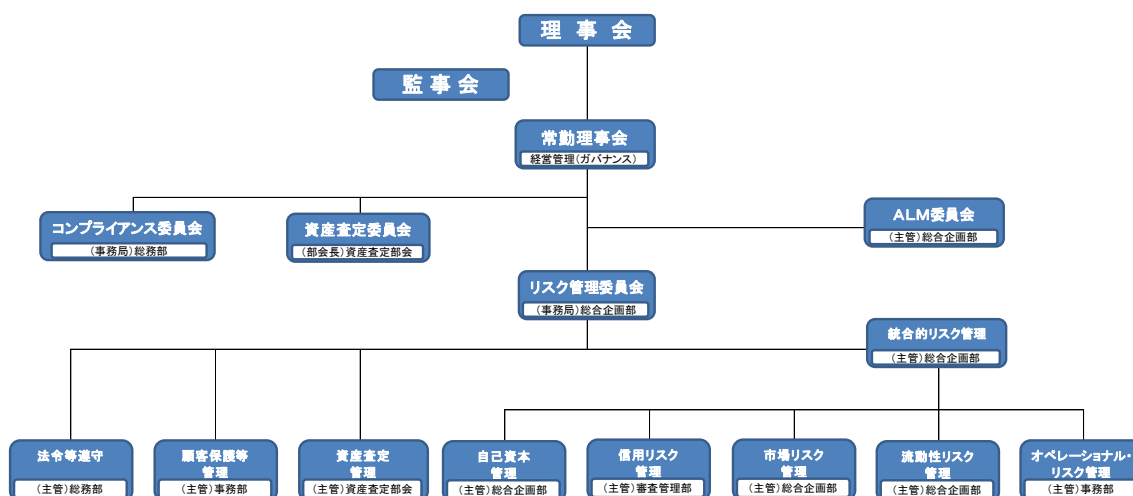 理事会
監事会
常勤理事会
経営管理(ガバナンス)
コンプライアンス委員会
(事務局)総務部
資産査定委員会
(部会長)資産査定部会
ALM委員会
(主管)総合企画部
リスク管理委員会
(事務局)総合企画部
統合的リスク管理
(主管)総合企画部
法令等遵守
(主管)総務部
顧客保護等
管理
(主管)事務部
資産査定
管理
(主管)資産査定部会
自己資本
管理
(主管)総合企画部
信用リスク
管理
(主管)審査管理部
市場リスク
管理
(主管)総合企画部
流動性リスク
管理
(主管)総合企画部
オペレーショナル・
リスク管理
(主管)事務部